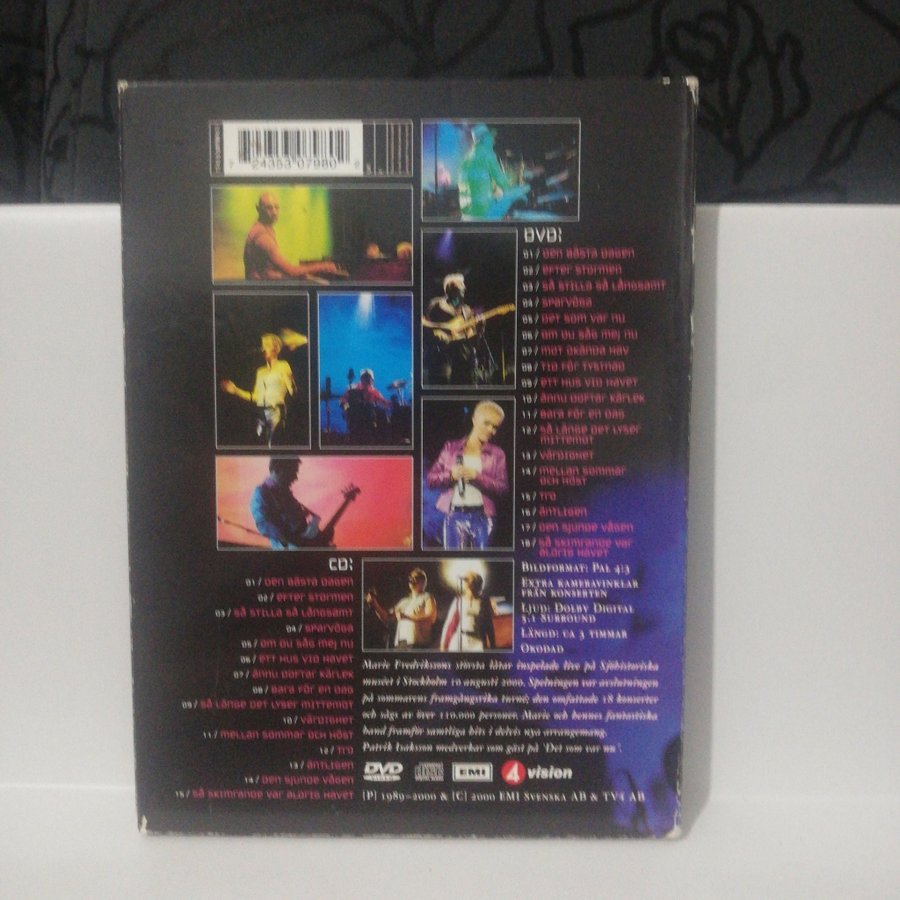 7 24353 07980 2
DVD:
01/ DEN BÄSTA DAGEN
02/ EFTER STORMEN
03/ SÅ STILLA SÅ LÅNGSAMT
04/ SPARVÖGA
05/ DET SOM VAR NU
06/ OM DU SÅG MEJ NU
07/ MOT OKÄNDA HAV
08/ TID FÖR TYSTNAD
09/ ETT HUS VID HAVET
10/ ÄNNU DOFTAR KÄRLEK
11/ BARA FÖR EN DAG
12/ SÅ LÄNGE DET LYSER
MITTEMOT
13/ VÄRDIGHET
14/ MELLAN SOMMAR
OCH HÖST
15/ TRO
16/ ÄNTLIGEN
17/ DEN SJUNDE VÅGEN
18/ SÅ SKIMRANDE VAR
ALDRIG HAVET
BILDFORMAT: PAL 4:3
EXTRA KAMERAVINKLAR
FRÅN KONSERTEN
LJUD: DOLBY DIGITAL
5.1 SURROUND
LÄNGD: CA 3 TIMMAR
OKODAD
CD:
01/ DEN BÄSTA DAGEN
02/ EFTER STORMEN
03/ SÅ STILLA SÅ LÅNGSAMT
04/ SPARVÖGA
05/ OM DU SÅG MEJ NU
06/ ETT HUS VID HAVET
07/ ÄNNU DOFTAR KÄRLEK
08/ BARA FÖR EN DAG
09/ SÅ LÄNGE DET LYSER MITTEMOT
10/ VÄRDIGHET
11/ MELLAN SOMMAR OCH HÖST
12/ TRO
13/ ÄNTLIGEN
14/ DEN SJUNDE VÅGEN
15/ SÅ SKIMRANDE VAR ALDRIG HAVET
Marie Fredrikssons största låtar inspelade live på Sjöhistoriska
muséet i Stockholm 10 augusti 2000. Spelningen var avslutningen
på sommarens framgångsrika turné; den omfattade 18 konserter
och sågs av över 110.000 personer. Marie och hennes fantastiska
band framför samtliga hits i delvis nya arrangemang.
Patrik Isaksson medverkar som gäst på 'Det som var nu'.
DVD
EMI
4 vision
[P] 1989–2000 & [C] 2000 EMI SVENSKA AB & TV4 AB